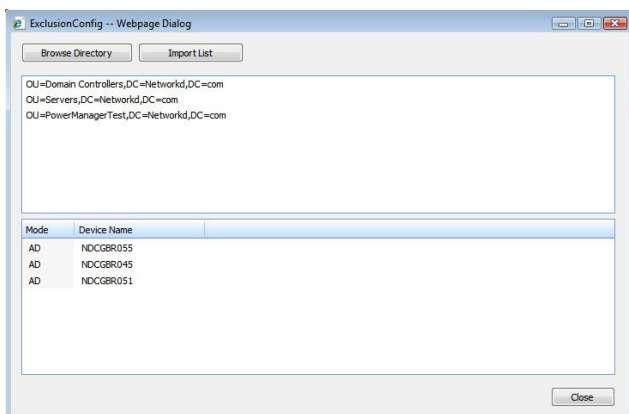 ExclusionConfig -- Webpage Dialog
Browse Directory Import List
OU=Domain Controllers,DC=Networkd,DC=com
OU=Servers,DC=Networkd,DC=com
OU=PowerManagerTest,DC=Networkd,DC=com
Mode Device Name
AD NDCGBR055
AD NDCGBR045
AD NDCGBR051
Close